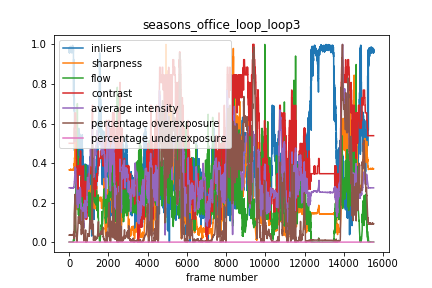 seasons_office_loop_loop3
1.0
0.8
0.6
0.4
0.2
0.0
inliers
sharpness
flow
contrast
average intensity
percentage overexposure
percentage underexposure
0 2000 4000 6000 8000 10000 12000 14000 16000
frame number